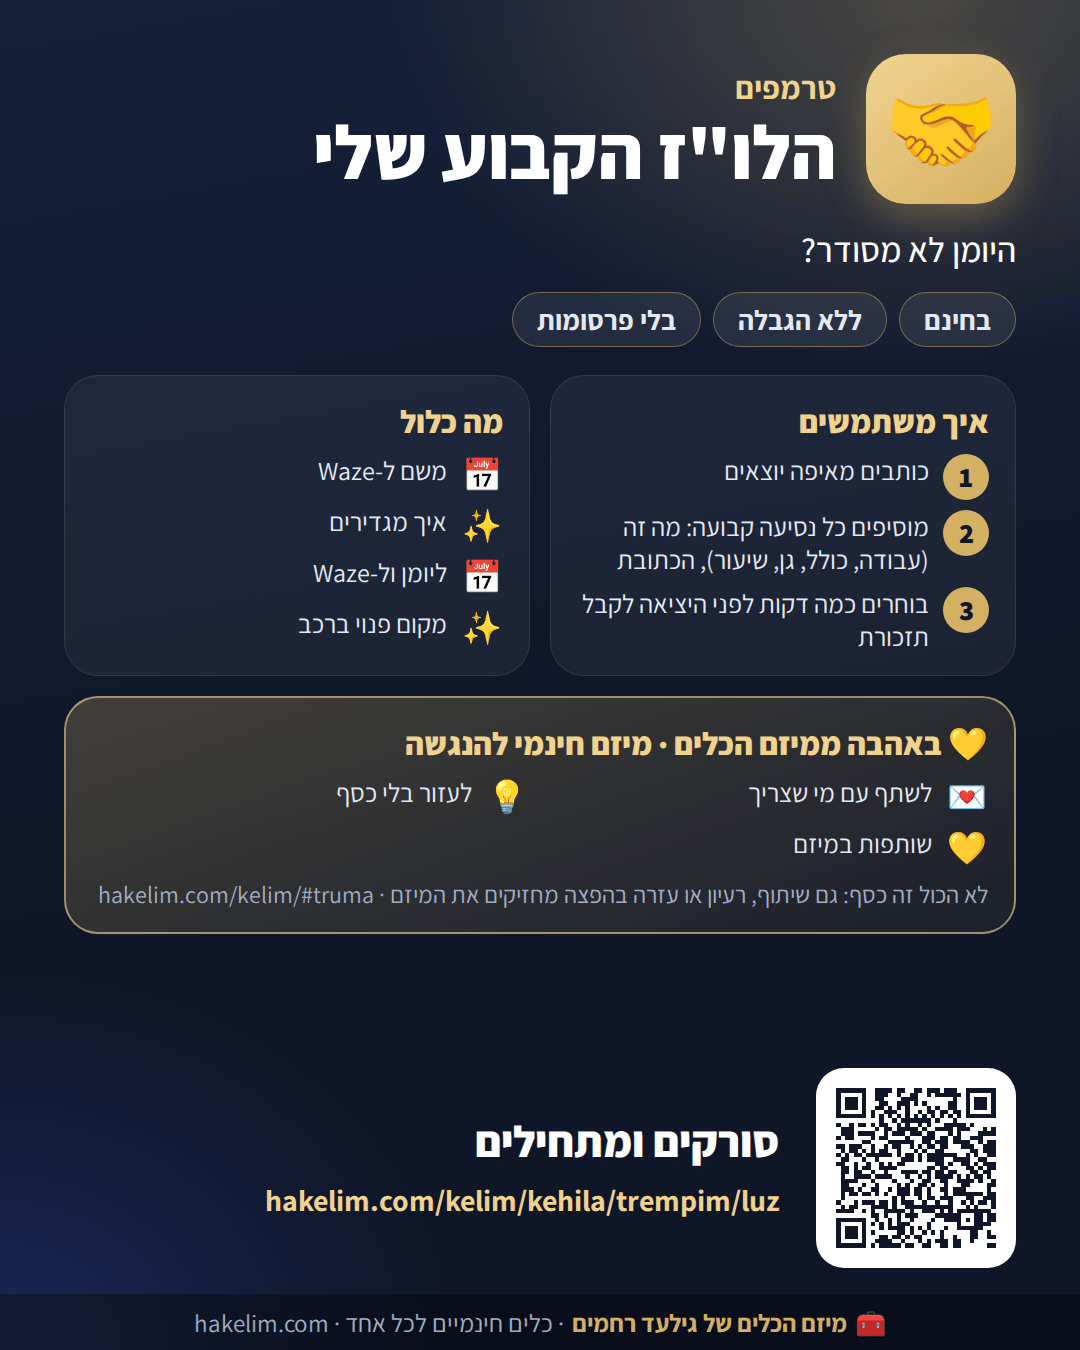 טרמפים
הלו"ז הקבוע שלי
היומן לא מסודר?
בחינם
ללא הגבלה
בלי פרסומות
איך משתמשים
1 כותבים מאיפה יוצאים
2 מוסיפים כל נסיעה קבועה: מה זה
(עבודה, כולל, גן, שיעור), הכתובת
3 בוחרים כמה דקות לפני היציאה לקבל
תזכורת
מה כלול
משם ל-Waze
איך מגדירים
ליומן ול-Waze
מקום פנוי ברכב
באהבה ממיזם הכלים · מיזם חינמי להנגשה
לשתף עם מי שצריך
לעזור בלי כסף
שותפות במיזם
לא הכול זה כסף: גם שיתוף, רעיון או עזרה בהפצה מחזיקים את המיזם · hakelim.com/kelim/#truma
סורקים ומתחילים
hakelim.com/kelim/kehila/trempim/luz
מיזם הכלים של גילעד רחמים · כלים חינמיים לכל אחד · hakelim.com